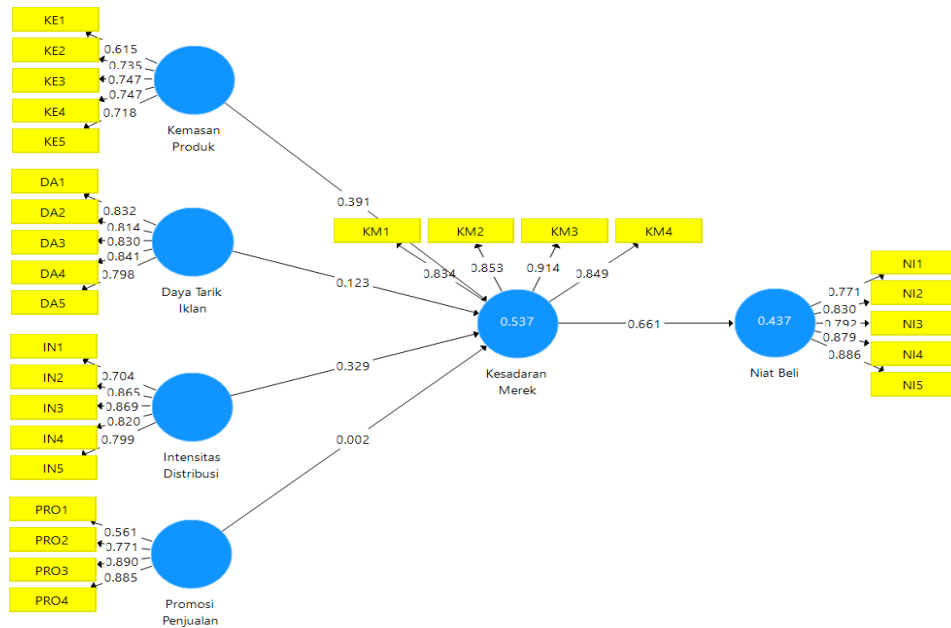 KE1
KE2
KE3
KE4
KE5
0.615
0.735
0.747
0.747
0.718
Kemasan
Produk
DA1
DA2
DA3
DA4
DA5
0.832
0.814
0.830
0.841
0.798
Daya Tarik
Iklan
IN1
IN2
IN3
IN4
IN5
0.704
0.865
0.869
0.820
0.799
Intensitas
Distribusi
PRO1
PRO2
PRO3
PRO4
0.561
0.771
0.890
0.885
Promosi
Penjualan
0.391
0.123
0.329
0.002
KM1
KM2
KM3
KM4
0.834
0.853
0.914
0.849
0.537
Kesadaran
Merek
0.661
0.437
Niat Beli
0.771
0.830
0.792
0.879
0.886
NI1
NI2
NI3
NI4
NI5